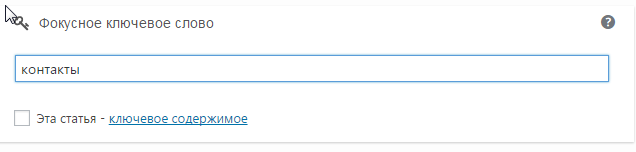 Фокусное ключевое слово
?
контакты
Эта статья - ключевое содержимое